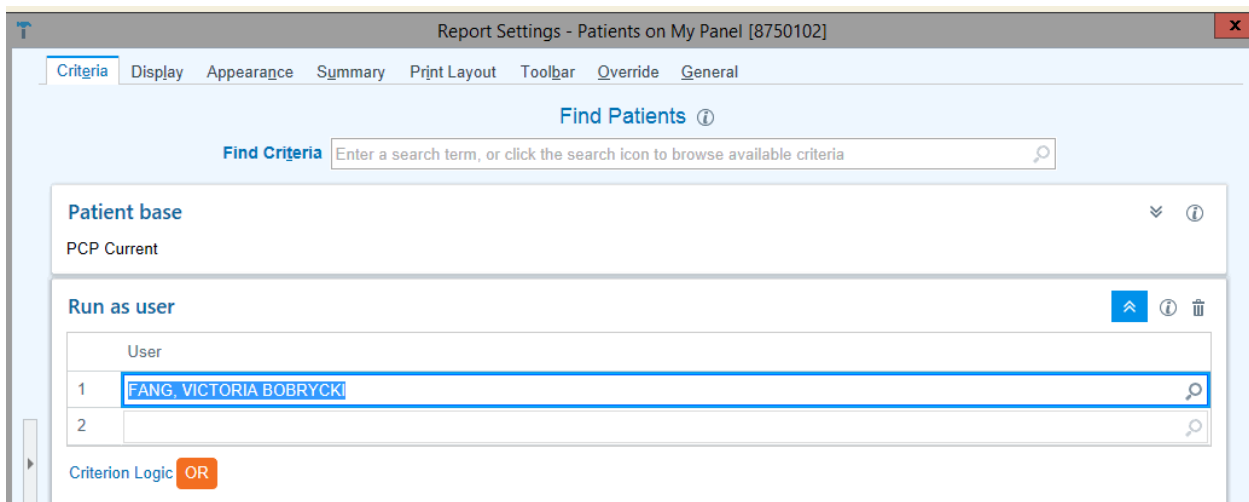 Report Settings - Patients on My Panel [8750102]
x
Criteria Display Appearance Summary Print Layout Toolbar Override General
Find Patients
Find Criteria Enter a search term, or click the search icon to browse available criteria
Patient base
PCP Current
Run as user
User
1 FANG, VICTORIA BOBRYCKI
2
Criterion Logic OR